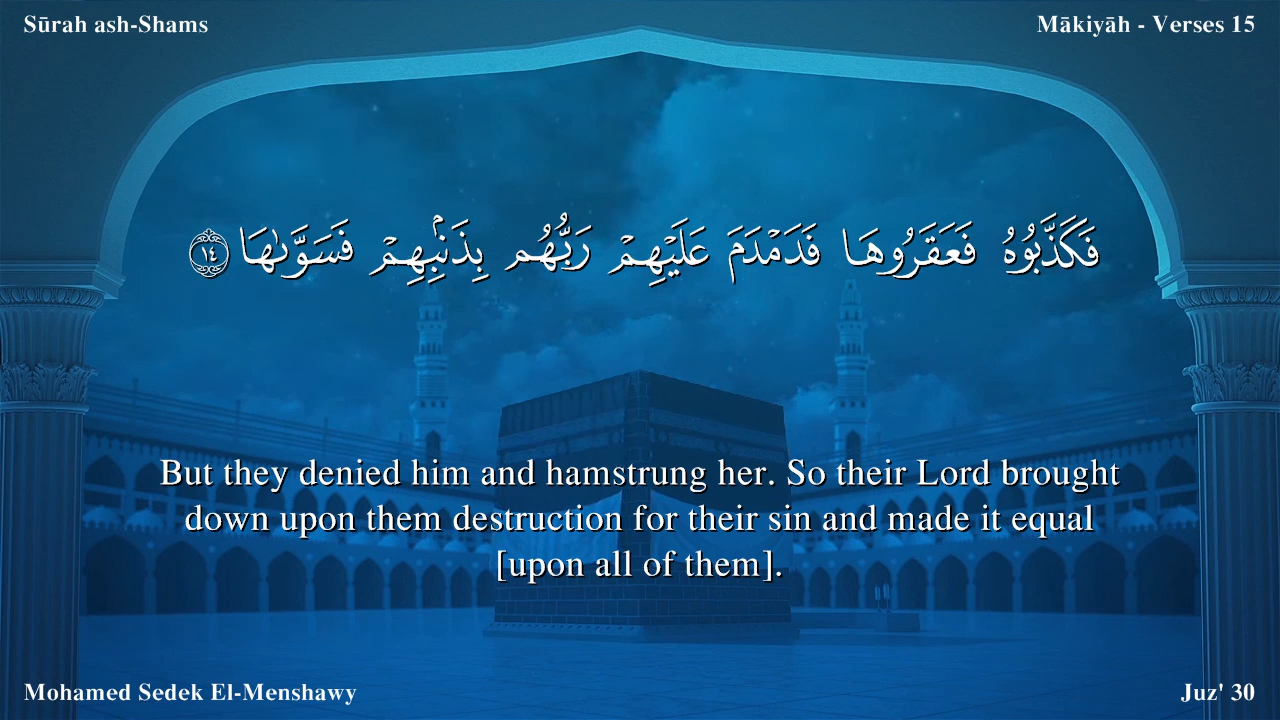 Sūrah ash-Shams
Mākiyāh - Verses 15
فَكَذَّبُوهُ فَعَقَرُوهَا فَدَمْدَمَ عَلَيْهِمْ رَبُّهُم بِذَنۢبِهِمْ فَسَوَّىٰهَا ١٤
But they denied him and hamstrung her. So their Lord brought
down upon them destruction for their sin and made it equal
[upon all of them].
Mohamed Sedek El-Menshawy
Juz' 30